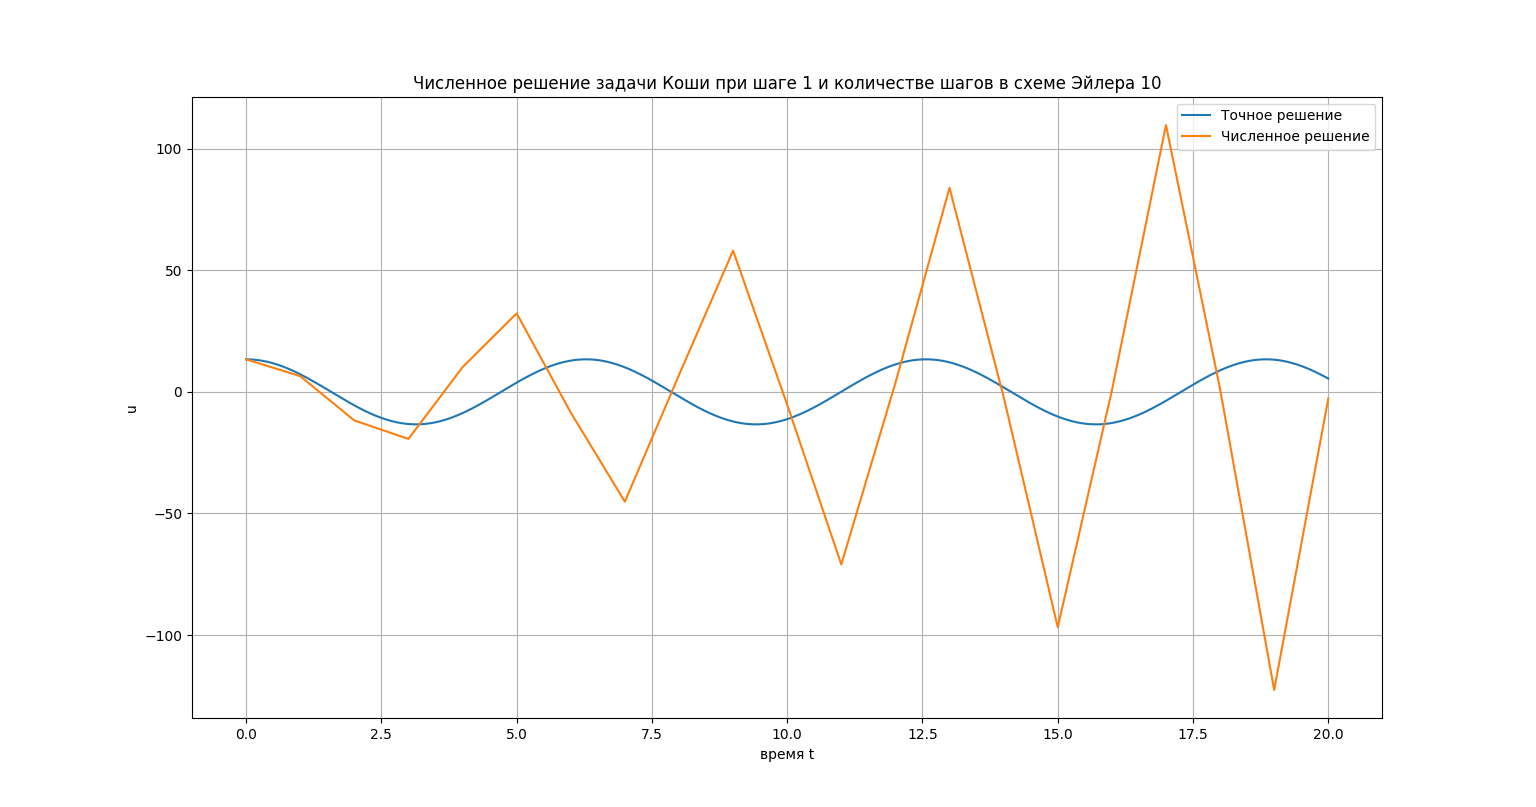 Численное решение задачи Коши при шаге 1 и количестве шагов в схеме Эйлера 10
Точное решение
Численное решение
100
50
0
−50
−100
u
0.0 2.5 5.0 7.5 10.0 12.5 15.0 17.5 20.0
время t